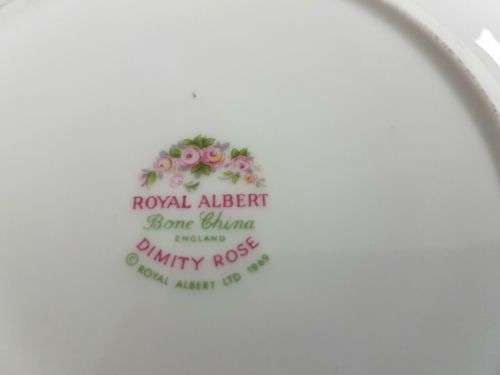 ROYAL ALBERT
Bone China
ENGLAND
DIMITY ROSE
© ROYAL ALBERT LTD 1969